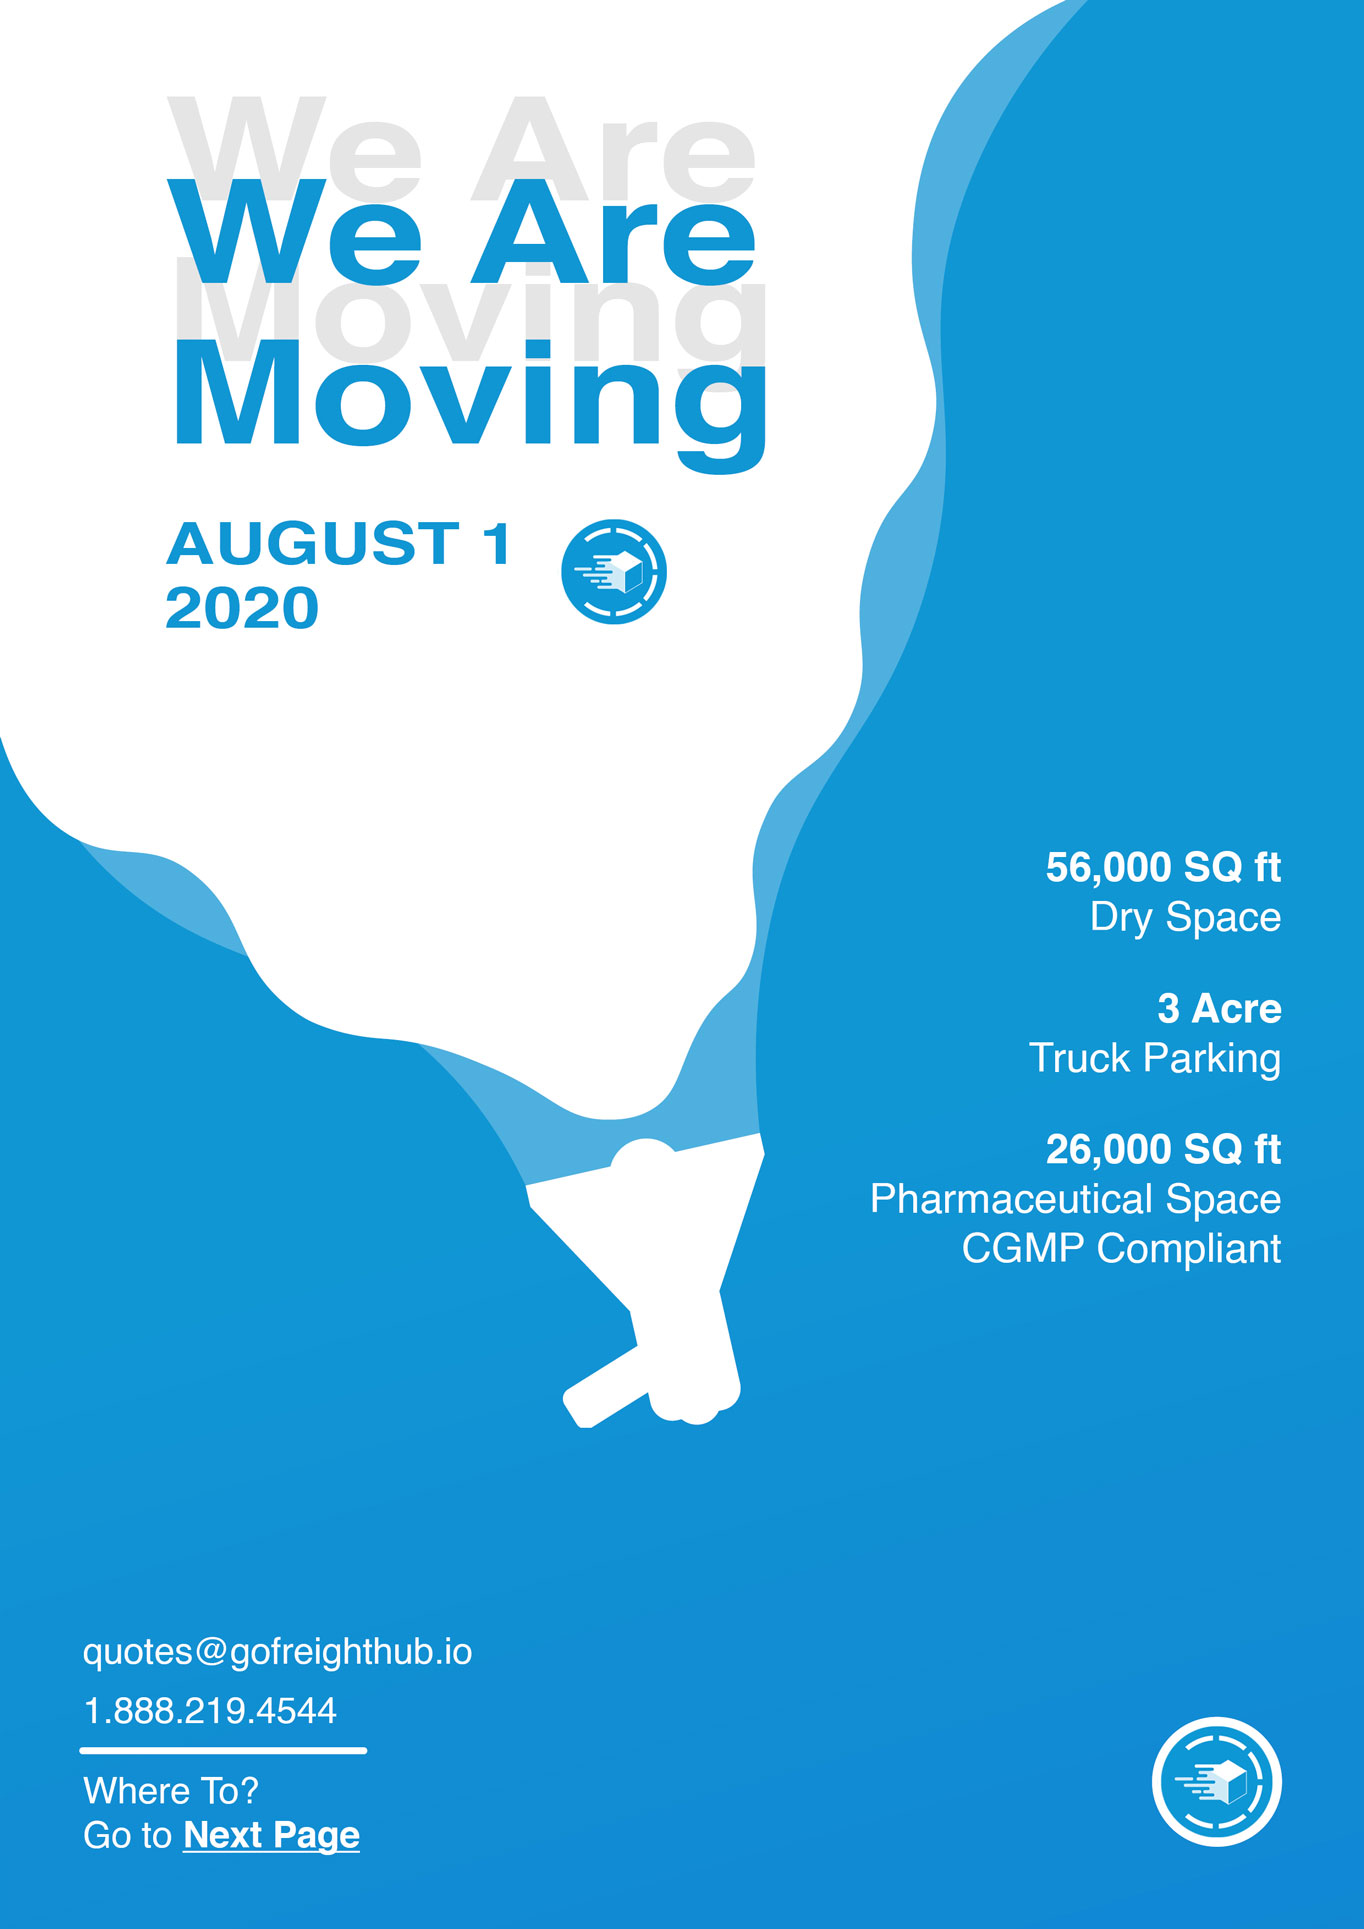 We Are
We Are
Moving
Moving
AUGUST 1
2020
56,000 SQ ft
Dry Space
3 Acre
Truck Parking
26,000 SQ ft
Pharmaceutical Space
CGMP Compliant
quotes@gofreighthub.io
1.888.219.4544
Where To?
Go to Next Page